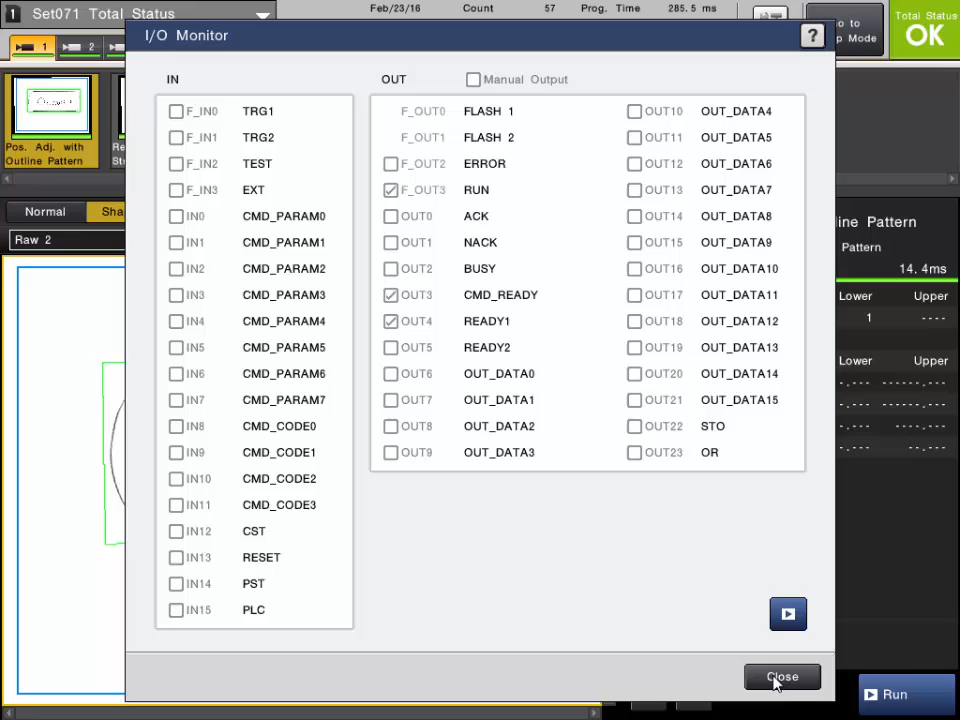 1 Set071 Total Status
Feb/23/16 Count 57 Prog. Time 285.5 ms
Total Status
OK
to
Mode
1
2
Pos. Adj. with
Outline Pattern
Normal
Raw 2
I/O Monitor
?
IN
OUT
Manual Output
F_IN0 TRG1
F_IN1 TRG2
F_IN2 TEST
F_IN3 EXT
IN0 CMD_PARAM0
IN1 CMD_PARAM1
IN2 CMD_PARAM2
IN3 CMD_PARAM3
IN4 CMD_PARAM4
IN5 CMD_PARAM5
IN6 CMD_PARAM6
IN7 CMD_PARAM7
IN8 CMD_CODE0
IN9 CMD_CODE1
IN10 CMD_CODE2
IN11 CMD_CODE3
IN12 CST
IN13 RESET
IN14 PST
IN15 PLC
F_OUT0 FLASH 1
F_OUT1 FLASH 2
F_OUT2 ERROR
F_OUT3 RUN
OUT0 ACK
OUT1 NACK
OUT2 BUSY
OUT3 CMD_READY
OUT4 READY1
OUT5 READY2
OUT6 OUT_DATA0
OUT7 OUT_DATA1
OUT8 OUT_DATA2
OUT9 OUT_DATA3
OUT10 OUT_DATA4
OUT11 OUT_DATA5
OUT12 OUT_DATA6
OUT13 OUT_DATA7
OUT14 OUT_DATA8
OUT15 OUT_DATA9
OUT16 OUT_DATA10
OUT17 OUT_DATA11
OUT18 OUT_DATA12
OUT19 OUT_DATA13
OUT20 OUT_DATA14
OUT21 OUT_DATA15
OUT22 STO
OUT23 OR
Close
line Pattern
Pattern
14.4ms
Lower Upper
1 ----
Lower Upper
-.--- ------.---
-.--- ----.---
-.--- ----.---
-.--- ----.---
Run